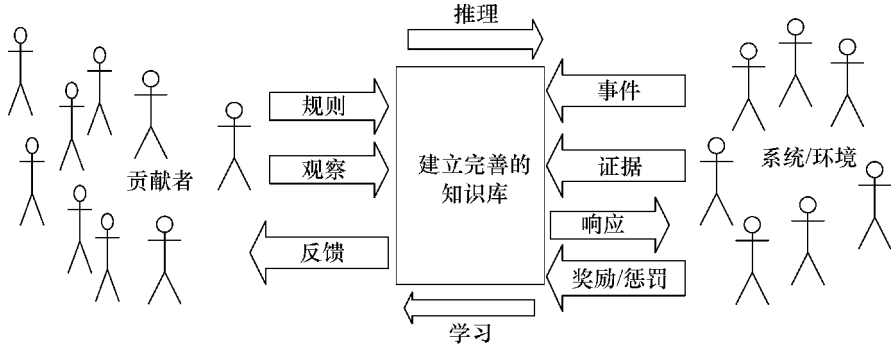 推理
规则
事件
观察
贡献者
建立完善的
知识库
证据
系统/环境
反馈
响应
奖励/惩罚
学习